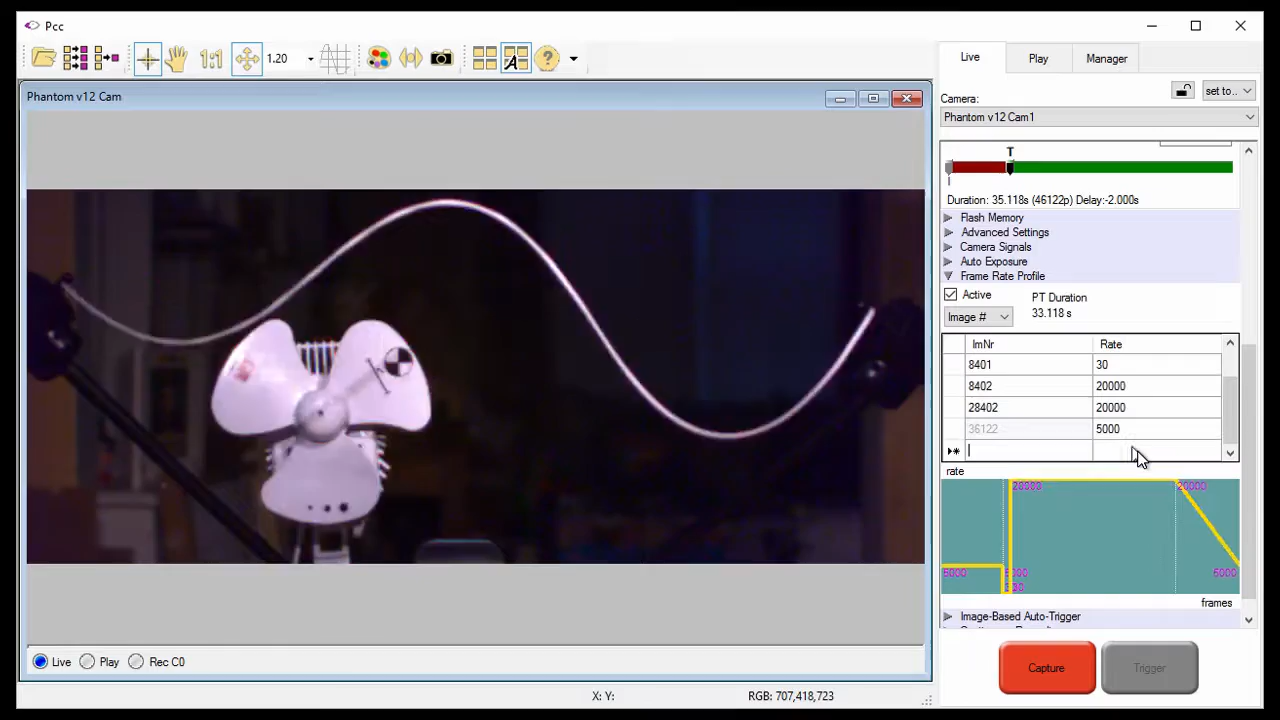 Pcc
1:1
1.20
A
?
Live Play Manager
set to..
Camera:
Phantom v12 Cam1
Phantom v12 Cam
T
I
Duration: 35.118s (46122p) Delay:-2.000s
Flash Memory
Advanced Settings
Camera Signals
Auto Exposure
Frame Rate Profile
Active
PT Duration
Image #
33.118 s
ImNr Rate
8401 30
8402 20000
28402 20000
36122 5000
rate
20000
frames
Image-Based Auto-Trigger
Capture Trigger
Live Play Rec C0
X: Y: RGB: 707,418,723